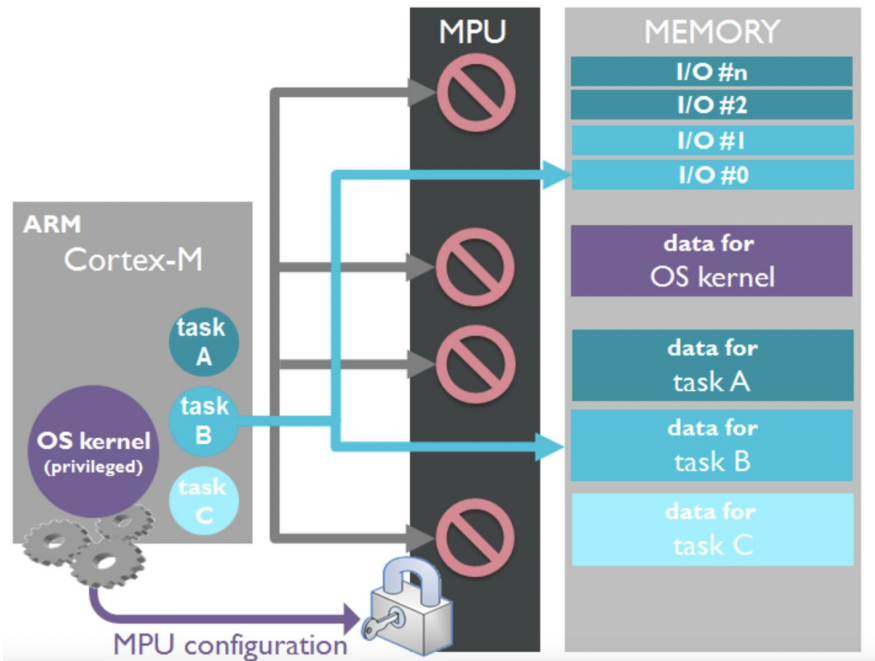 MPU
MEMORY
I/O #n
I/O #2
I/O #1
I/O #0
ARM
Cortex-M
data for
OS kernel
task
A
data for
task A
task
B
OS kernel
(privileged)
data for
task B
task
C
data for
task C
MPU configuration